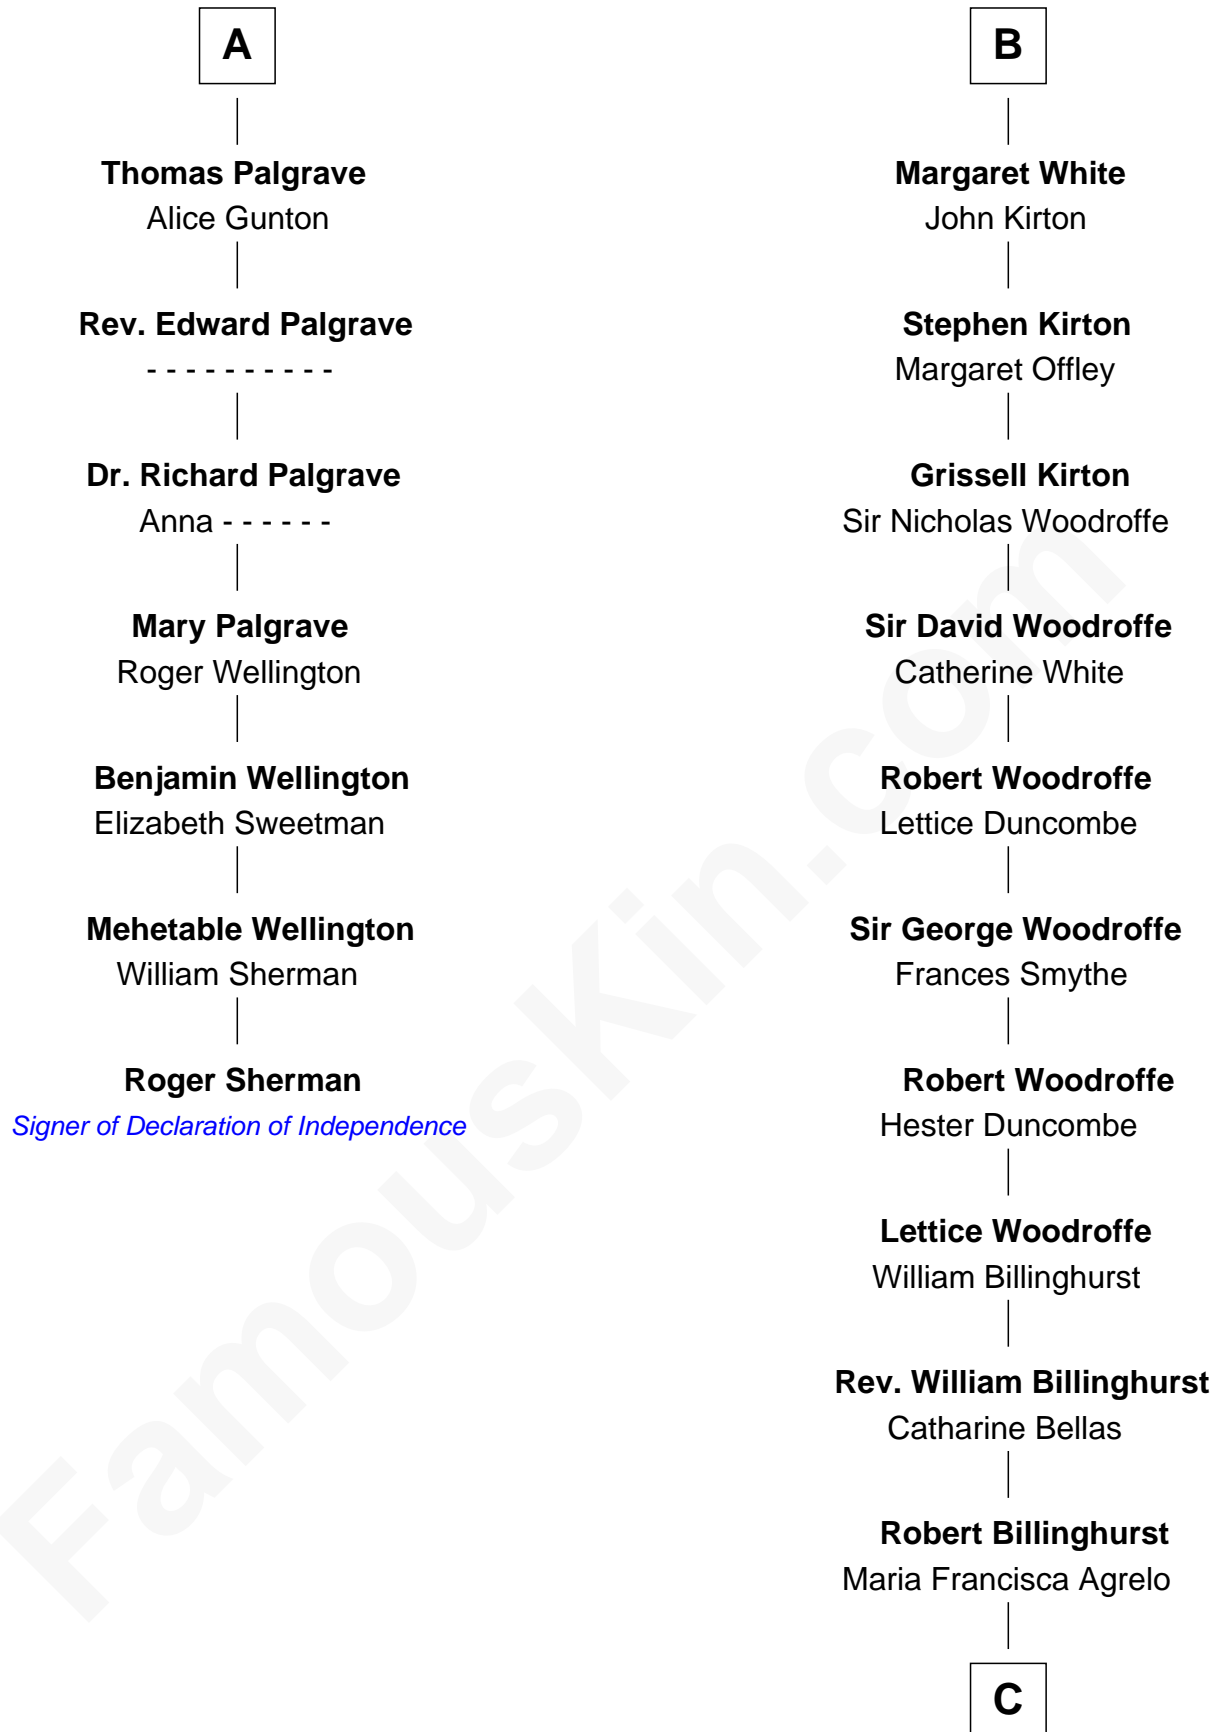 A
Thomas Palgrave
Alice Gunton
Rev. Edward Palgrave
- - - - - - - - - -
Dr. Richard Palgrave
Anna - - - - - -
Mary Palgrave
Roger Wellington
Benjamin Wellington
Elizabeth Sweetman
Mehetable Wellington
William Sherman
Roger Sherman
Signer of Declaration of Independence
B
Margaret White
John Kirton
Stephen Kirton
Margaret Offley
Grissell Kirton
Sir Nicholas Woodroffe
Sir David Woodroffe
Catherine White
Robert Woodroffe
Lettice Duncombe
Sir George Woodroffe
Frances Smythe
Robert Woodroffe
Hester Duncombe
Lettice Woodroffe
William Billinghurst
Rev. William Billinghurst
Catharine Bellas
Robert Billinghurst
Maria Francisca Agrelo
C
FamousKin.com